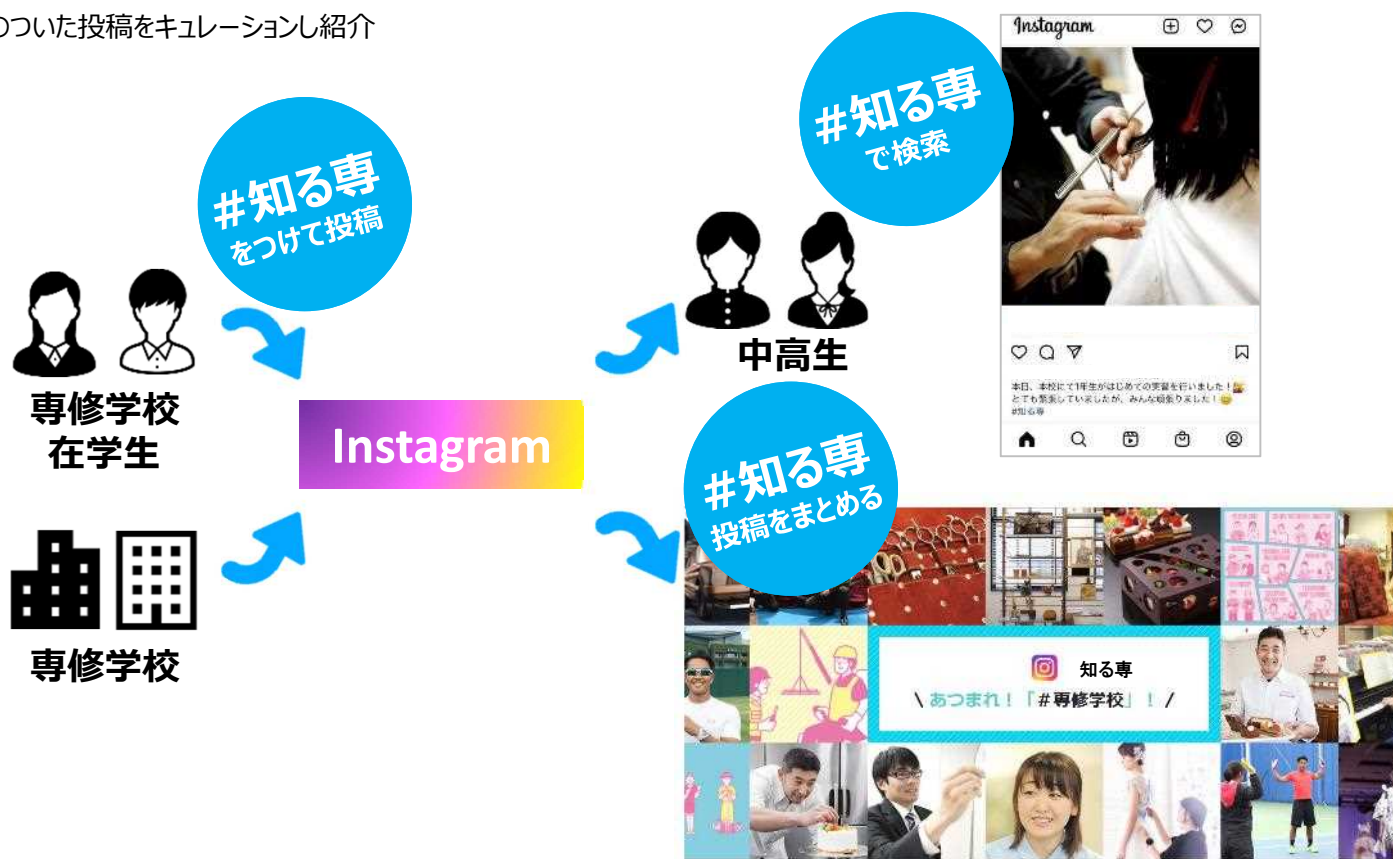 のついた投稿をキュレーションし紹介
#知る専
をつけて投稿
専修学校
在学生
専修学校
Instagram
#知る専
で検索
中高生
#知る専
投稿をまとめる
Instagram
本日、本校にて1年生がはじめての実習を行いました！
とても緊張していましたが、みんな頑張りました！
#知る専
知る専
\ あつまれ！「#専修学校」！ /